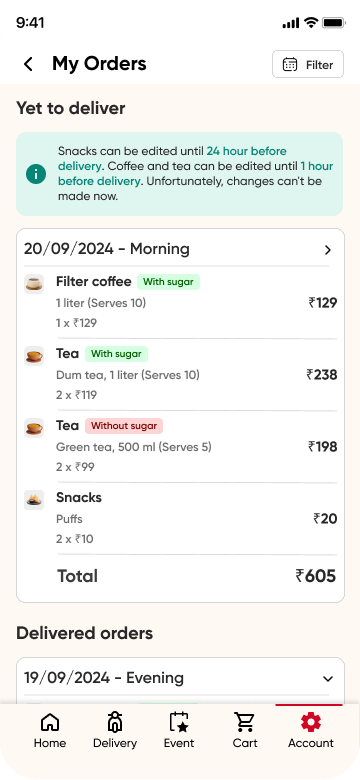 9:41
My Orders
Filter
Yet to deliver
Snacks can be edited until 24 hour before
delivery. Coffee and tea can be edited until 1 hour
before delivery. Unfortunately, changes can't be
made now.
20/09/2024 - Morning
Filter coffee With sugar
1 liter (Serves 10) ₹129
1 x ₹129
Tea With sugar
Dum tea, 1 liter (Serves 10) ₹238
2 x ₹119
Tea Without sugar
Green tea, 500 ml (Serves 5) ₹198
2 x ₹99
Snacks
Puffs ₹20
2 x ₹10
Total ₹605
Delivered orders
19/09/2024 - Evening
Home Delivery Event Cart Account